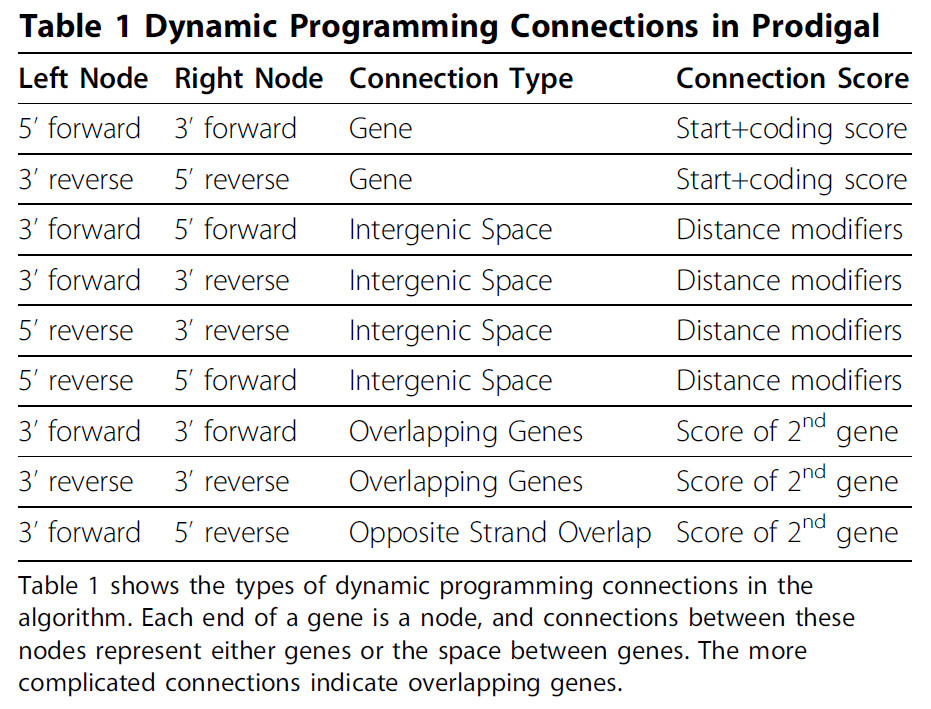 Table 1 Dynamic Programming Connections in Prodigal
Left Node Right Node Connection Type Connection Score
5′ forward 3′ forward Gene Start+coding score
3′ reverse 5′ reverse Gene Start+coding score
3′ forward 5′ forward Intergenic Space Distance modifiers
3′ forward 3′ reverse Intergenic Space Distance modifiers
5′ reverse 3′ reverse Intergenic Space Distance modifiers
5′ reverse 5′ forward Intergenic Space Distance modifiers
3′ forward 3′ forward Overlapping Genes Score of 2nd gene
3′ reverse 3′ reverse Overlapping Genes Score of 2nd gene
3′ forward 5′ reverse Opposite Strand Overlap Score of 2nd gene
Table 1 shows the types of dynamic programming connections in the
algorithm. Each end of a gene is a node, and connections between these
nodes represent either genes or the space between genes. The more
complicated connections indicate overlapping genes.